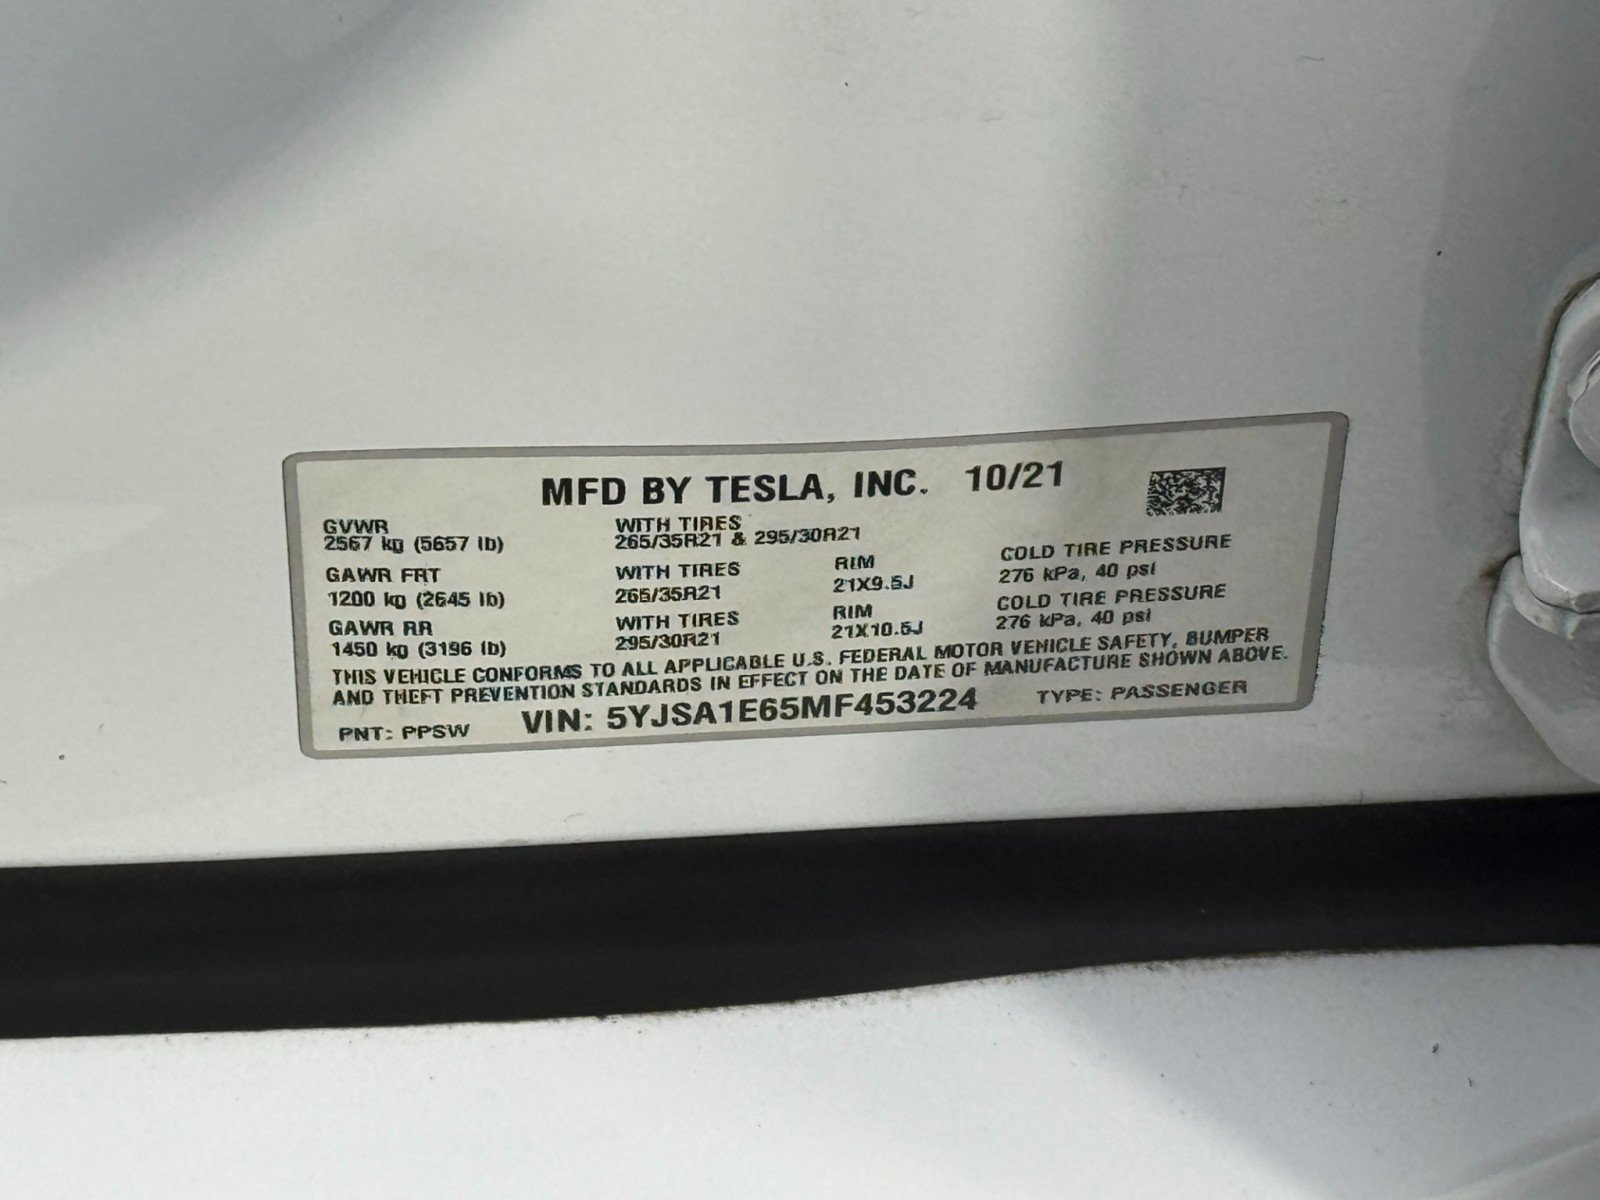 MFD BY TESLA, INC. 10/21
GVWR WITH TIRES
2567 kg (5657 lb) 265/35R21 & 295/30R21
GAWR FRT WITH TIRES RIM COLD TIRE PRESSURE
1200 kg (2645 lb) 265/35R21 21X9.5J 276 kPa, 40 psi
GAWR RR WITH TIRES RIM COLD TIRE PRESSURE
1450 kg (3196 lb) 295/30R21 21X10.5J 276 kPa, 40 psi
THIS VEHICLE CONFORMS TO ALL APPLICABLE U.S. FEDERAL MOTOR VEHICLE SAFETY, BUMPER
AND THEFT PREVENTION STANDARDS IN EFFECT ON THE DATE OF MANUFACTURE SHOWN ABOVE.
PNT: PPSW VIN: 5YJSA1E65MF453224 TYPE: PASSENGER